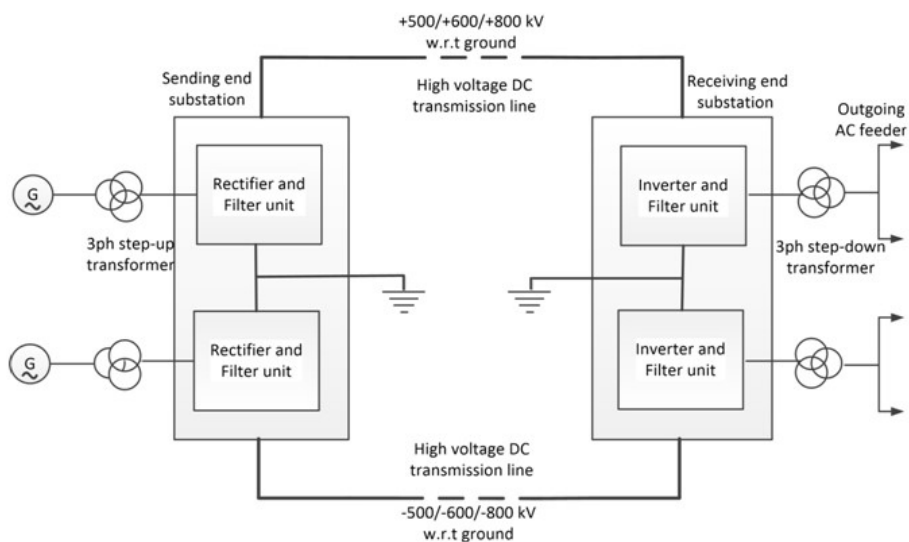 +500/+600/+800 kV
w.r.t ground
Sending end
substation
High voltage DC
transmission line
Receiving end
substation
Outgoing
AC feeder
G
~
Rectifier and
Filter unit
Inverter and
Filter unit
3ph step-up
transformer
3ph step-down
transformer
G
~
Rectifier and
Filter unit
Inverter and
Filter unit
High voltage DC
transmission line
-500/-600/-800 kV
w.r.t ground